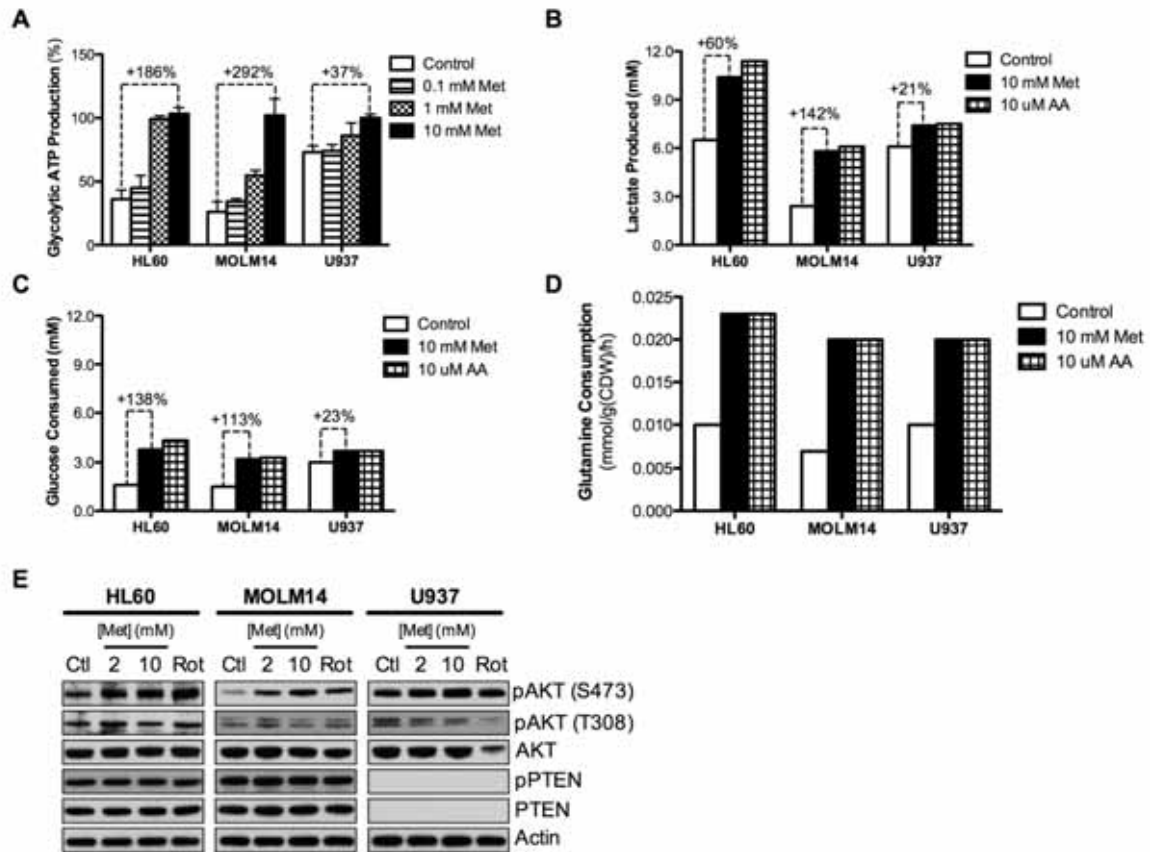 A
Glycolytic ATP Production (%)
150
100
50
0
+186%
+292%
+37%
HL60
MOLM14
U937
Control
0.1 mM Met
1 mM Met
10 mM Met
B
Lactate Produced (mM)
12.0
9.0
6.0
3.0
0.0
+60%
+142%
+21%
HL60
MOLM14
U937
Control
10 mM Met
10 uM AA
C
Glucose Consumed (mM)
12.0
9.0
6.0
3.0
0.0
+138%
+113%
+23%
HL60
MOLM14
U937
Control
10 mM Met
10 uM AA
D
Glutamine Consumption
(mmol/g(CDW)/h)
0.025
0.020
0.015
0.010
0.005
0.000
HL60
MOLM14
U937
Control
10 mM Met
10 uM AA
E
HL60 MOLM14 U937
[Met] (mM) [Met] (mM) [Met] (mM)
Ctl 2 10 Rot Ctl 2 10 Rot Ctl 2 10 Rot
pAKT (S473)
pAKT (T308)
AKT
pPTEN
PTEN
Actin